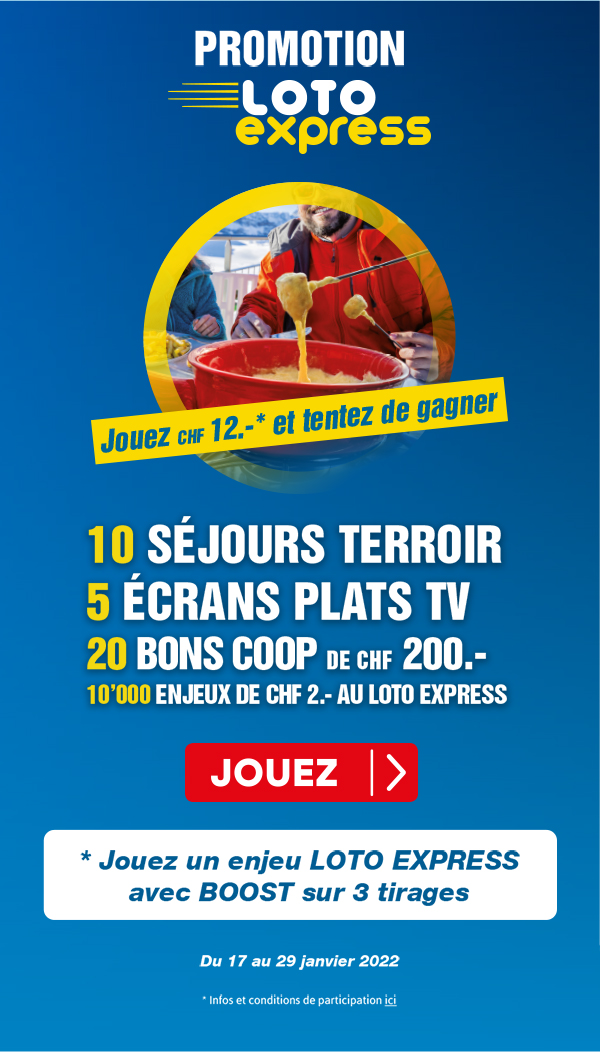 PROMOTION
LOTO
express
Jouez CHF 12.-* et tentez de gagner
10 SÉJOURS TERROIR
5 ÉCRANS PLATS TV
20 BONS COOP DE CHF 200.-
10'000 ENJEUX DE CHF 2.- AU LOTO EXPRESS
JOUEZ
* Jouez un enjeu LOTO EXPRESS
avec BOOST sur 3 tirages
Du 17 au 29 janvier 2022
* Infos et conditions de participation ici